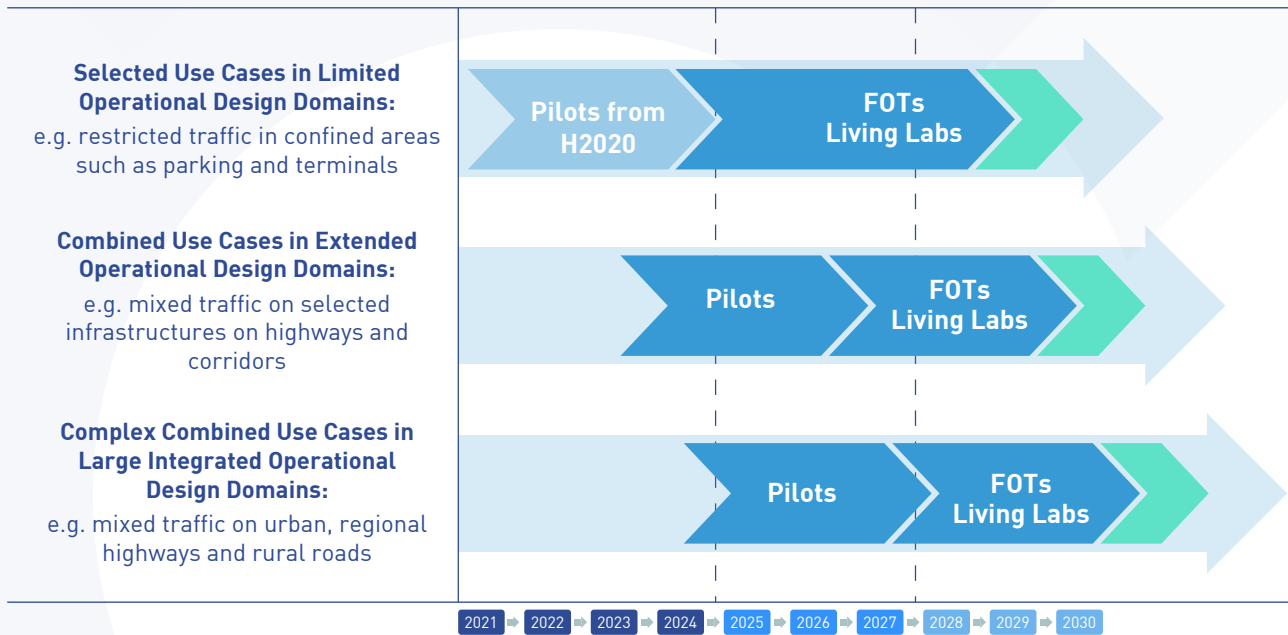 Selected Use Cases in Limited
Operational Design Domains:
e.g. restricted traffic in confined areas
such as parking and terminals
Pilots from
H2020
FOTs
Living Labs
Combined Use Cases in Extended
Operational Design Domains:
e.g. mixed traffic on selected
infrastructures on highways and
corridors
Pilots
FOTs
Living Labs
Complex Combined Use Cases in
Large Integrated Operational
Design Domains:
e.g. mixed traffic on urban, regional
highways and rural roads
Pilots
FOTs
Living Labs
2021 2022 2023 2024 2025 2026 2027 2028 2029 2030